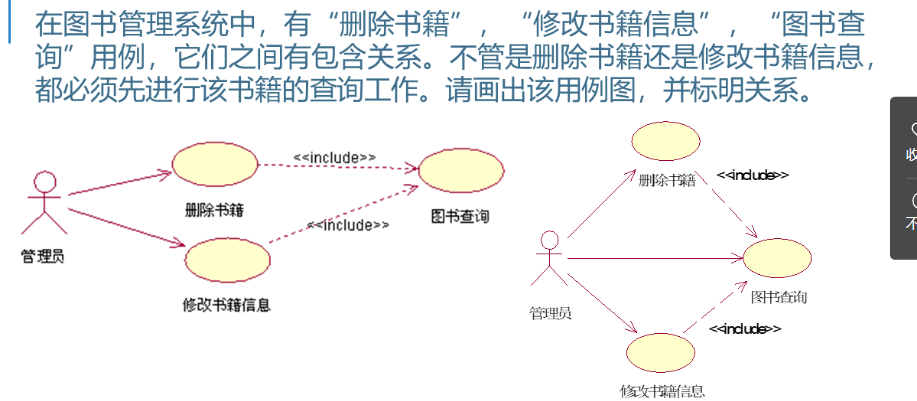 在图书管理系统中，有“删除书籍”，“修改书籍信息”，“图书查
询”用例，它们之间有包含关系。不管是删除书籍还是修改书籍信息，
都必须先进行该书籍的查询工作。请画出该用例图，并标明关系。
<<include>>
删除书籍
图书查询
<<include>>
管理员
修改书籍信息
删除书籍
<<include>>
图书查询
管理员
<<include>>
修改书籍信息
收
不